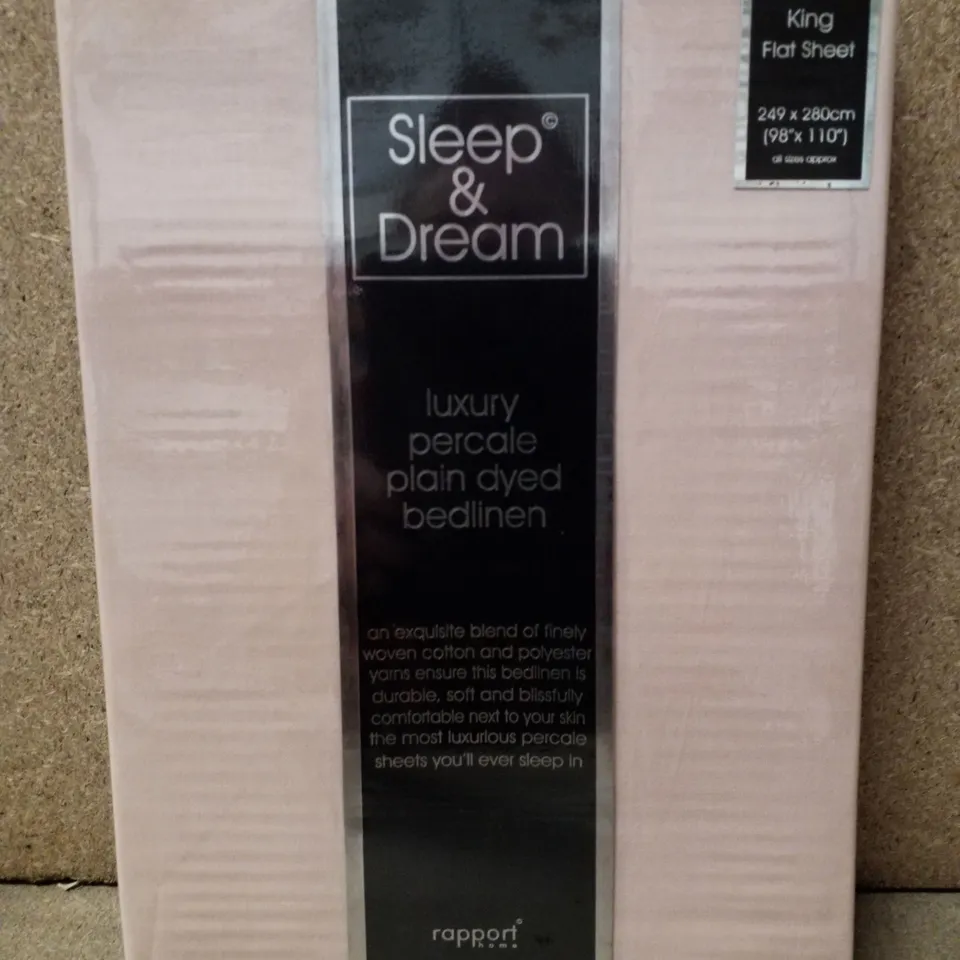 King
Flat Sheet
249 x 280cm
(98"x 110")
all sizes approx
Sleep©
&
Dream
luxury
percale
plain dyed
bedlinen
an exquisite blend of finely
woven cotton and polyester
yarns ensure this bedlinen is
durable, soft and blissfully
comfortable next to your skin
the most luxurious percale
sheets you'll ever sleep in
rapport©
home